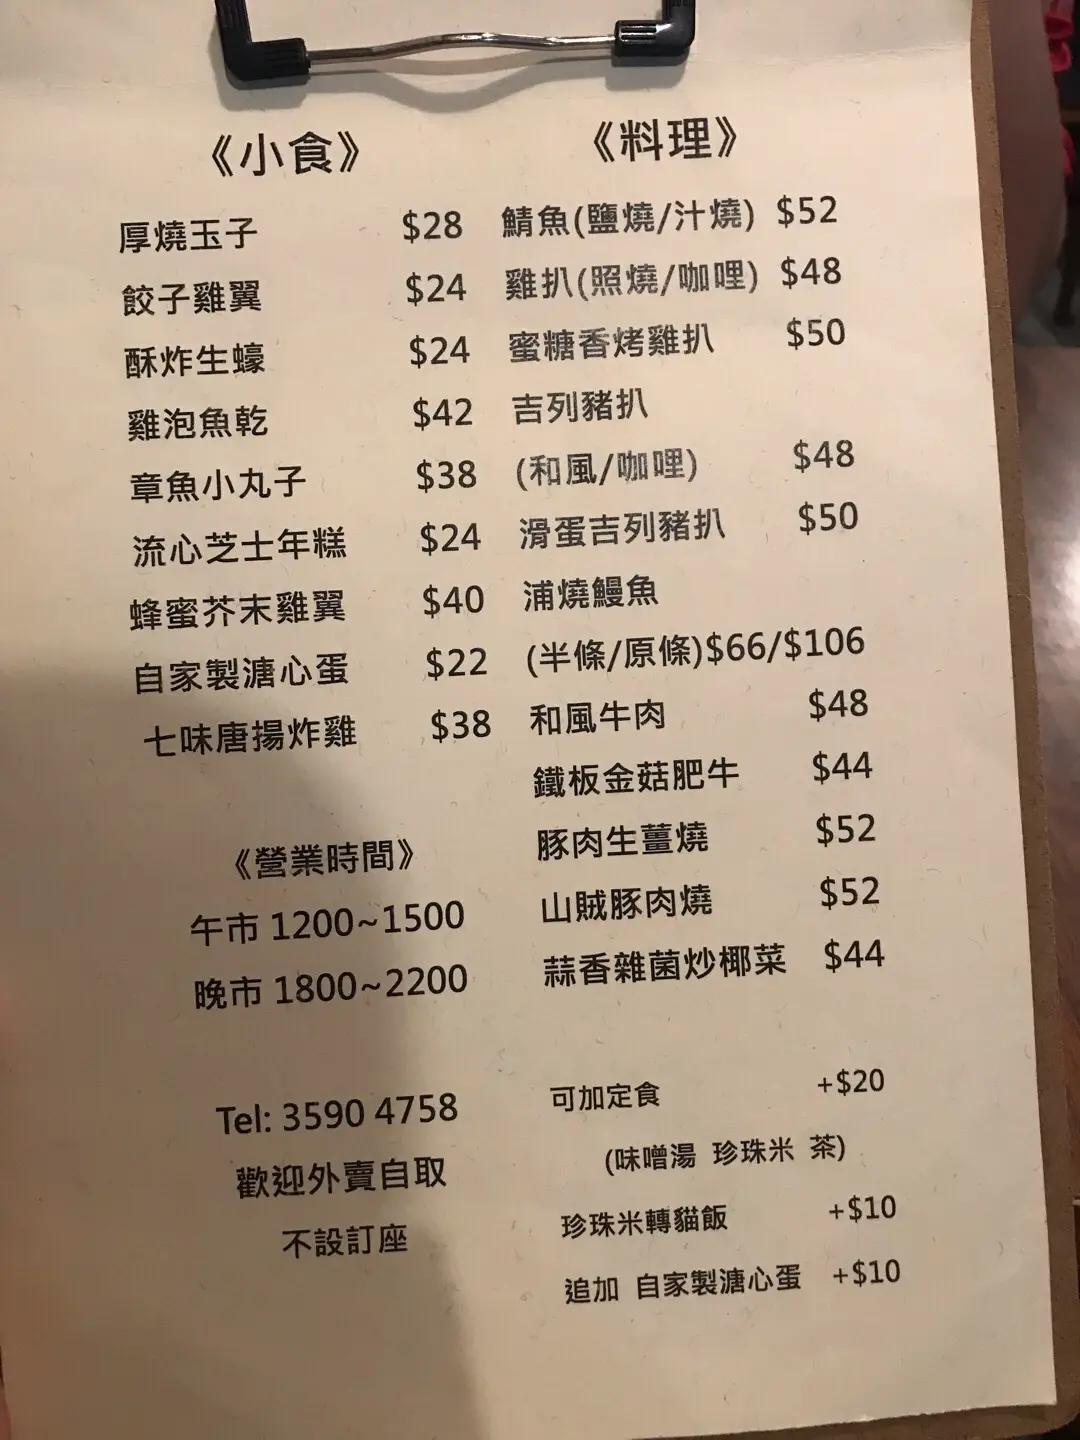 《小食》
厚燒玉子 $28
餃子雞翼 $24
酥炸生蠔 $24
雞泡魚乾 $42
章魚小丸子 $38
流心芝士年糕 $24
蜂蜜芥末雞翼 $40
自家製溏心蛋 $22
七味唐揚炸雞 $38
《營業時間》
午市 1200~1500
晚市 1800~2200
Tel: 3590 4758
歡迎外賣自取
不設訂座
《料理》
鯖魚(鹽燒/汁燒) $52
雞扒(照燒/咖哩) $48
蜜糖香烤雞扒 $50
吉列豬扒
(和風/咖哩) $48
滑蛋吉列豬扒 $50
浦燒鰻魚
(半條/原條)$66/$106
和風牛肉 $48
鐵板金菇肥牛 $44
豚肉生薑燒 $52
山賊豚肉燒 $52
蒜香雜菌炒椰菜 $44
可加定食 +$20
(味噌湯 珍珠米 茶)
珍珠米轉貓飯 +$10
追加 自家製溏心蛋 +$10